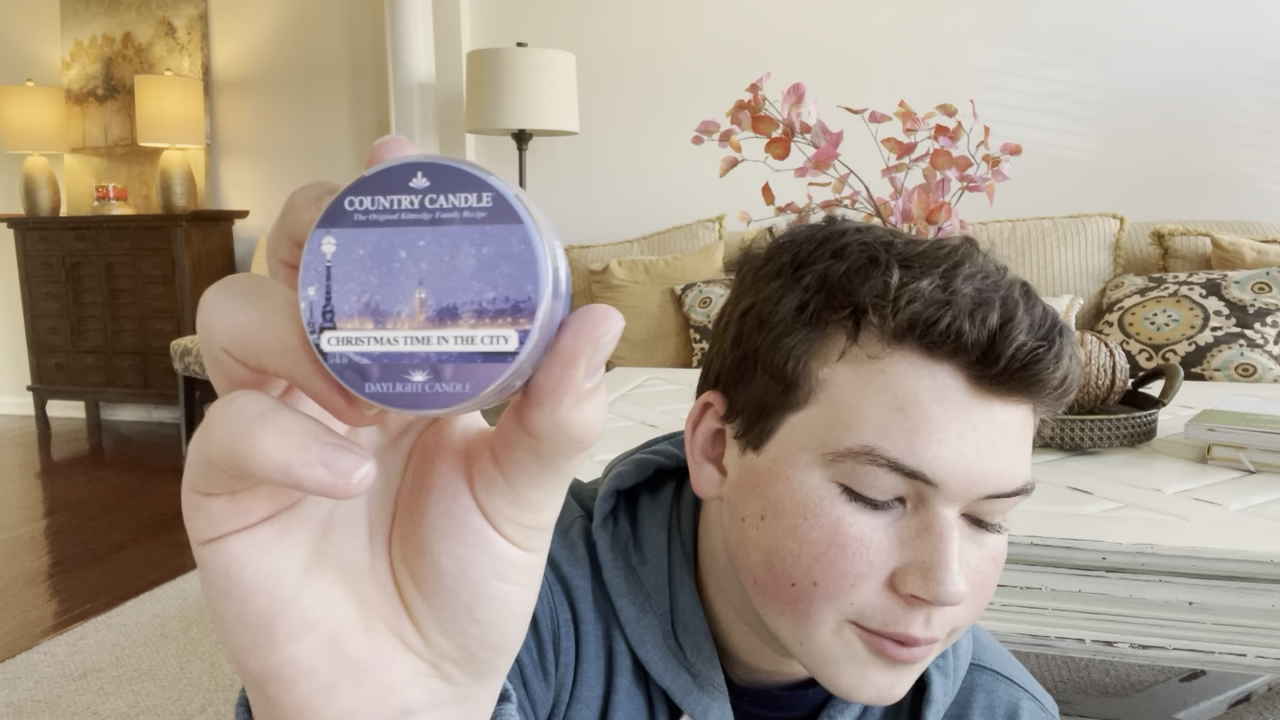 COUNTRY CANDLE
The Original Kittredge Family Recipe
CHRISTMAS TIME IN THE CITY
DAYLIGHT CANDLE